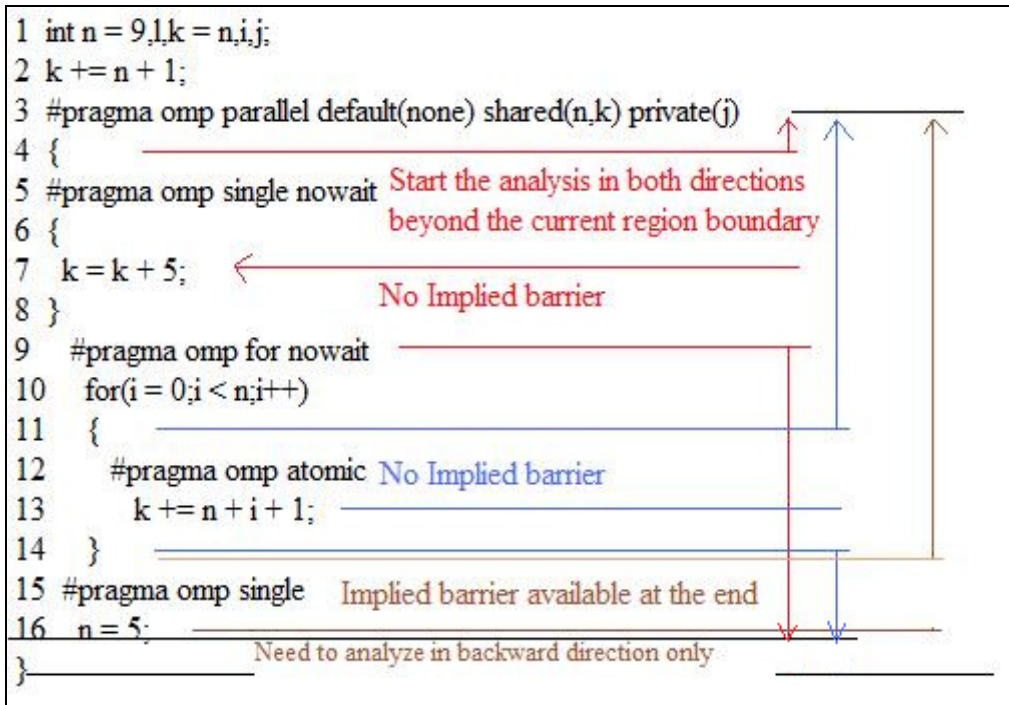 1 int n = 9,l,k = n,i,j;
2 k += n + 1;
3 #pragma omp parallel default(none) shared(n,k) private(j)
4 {
5 #pragma omp single nowait Start the analysis in both directions
6 { beyond the current region boundary
7 k = k + 5;
No Implied barrier
8 }
9 #pragma omp for nowait
10 for(i = 0;i < n;i++)
11 {
12 #pragma omp atomic No Implied barrier
13 k += n + i + 1;
14 }
15 #pragma omp single Implied barrier available at the end
16 n = 5;
Need to analyze in backward direction only
}